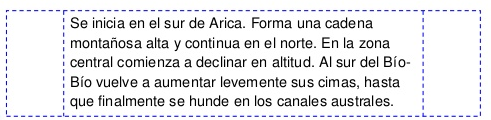 Se inicia en el sur de Arica. Forma una cadena
montañosa alta y continua en el norte. En la zona
central comienza a declinar en altitud. Al sur del Bío-
Bío vuelve a aumentar levemente sus cimas, hasta
que finalmente se hunde en los canales australes.